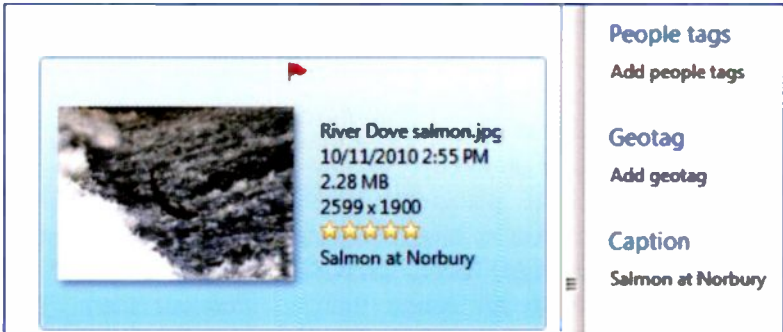 River Dove salmon.jpg
10/11/2010 2:55 PM
2.28 MB
2599 x 1900
Salmon at Norbury
People tags
Add people tags
Geotag
Add geotag
Caption
Salmon at Norbury